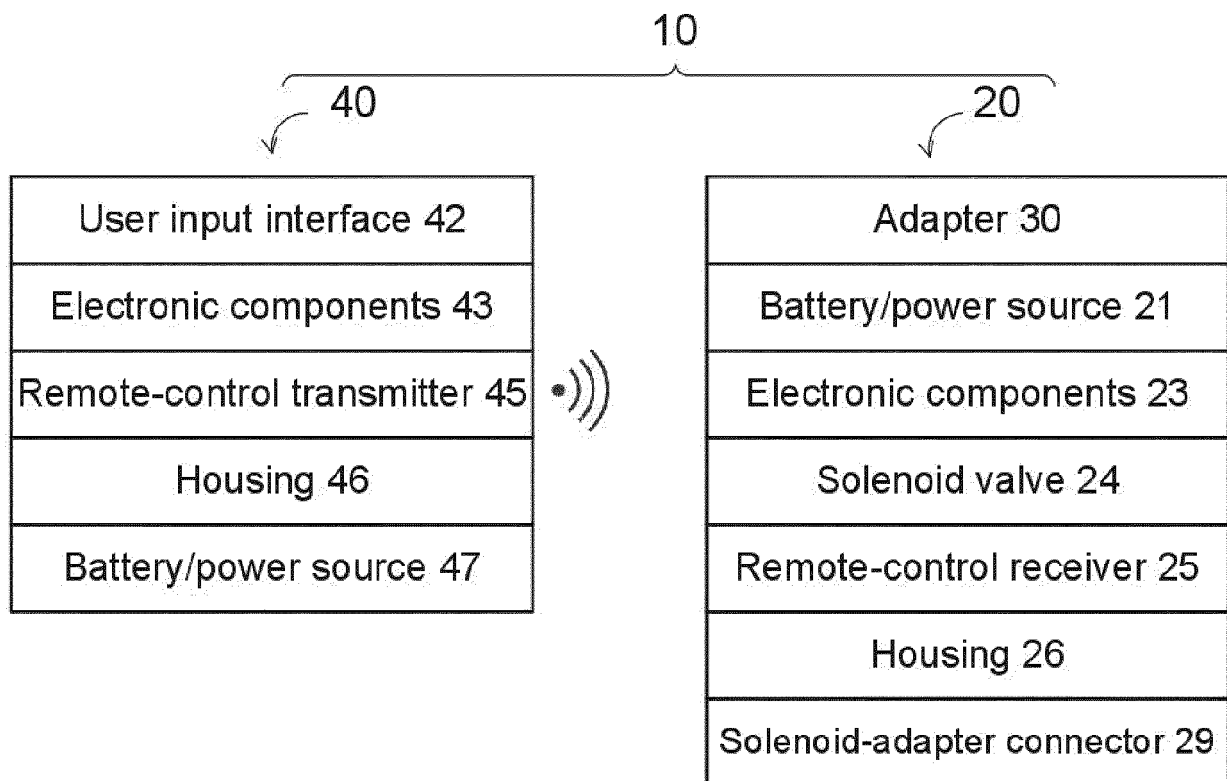 10
40
20
User input interface 42
Electronic components 43
Remote-control transmitter 45
Housing 46
Battery/power source 47
Adapter 30
Battery/power source 21
Electronic components 23
Solenoid valve 24
Remote-control receiver 25
Housing 26
Solenoid-adapter connector 29